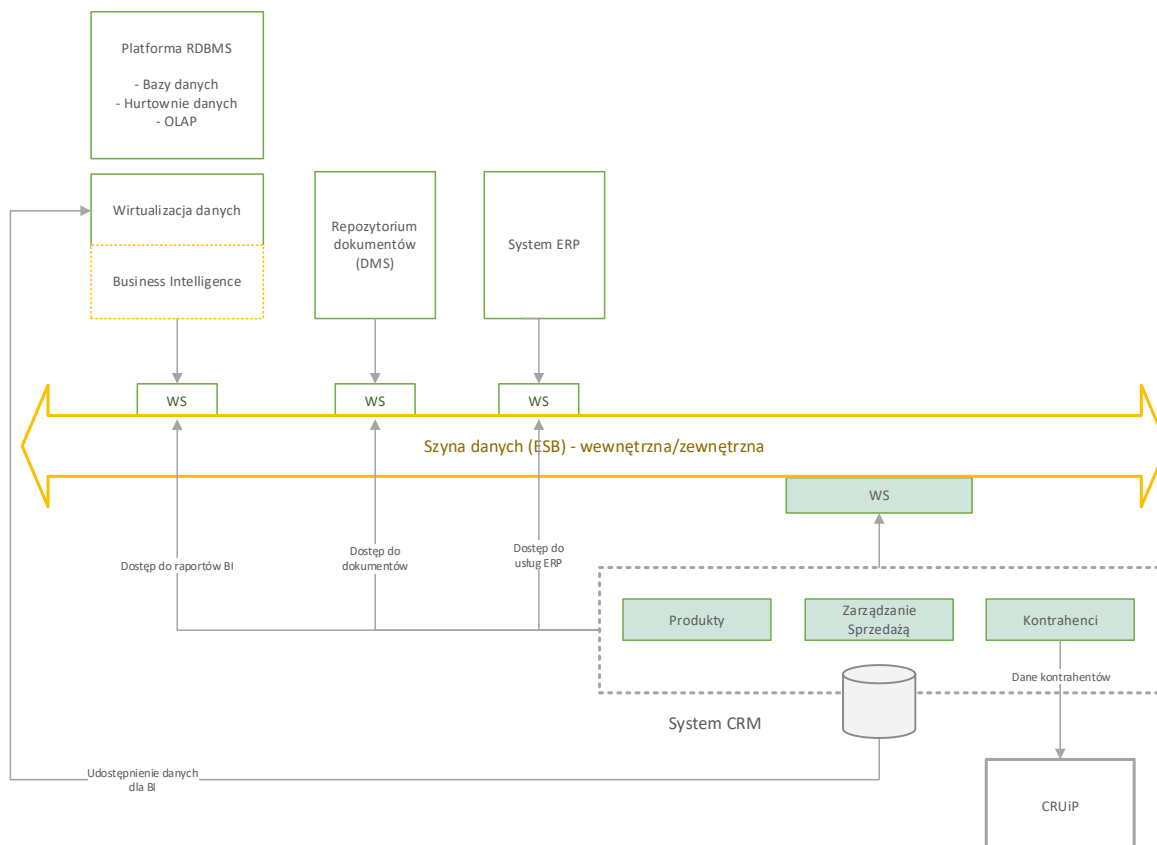 Platforma RDBMS
- Bazy danych
- Hurtownie danych
- OLAP
Wirtualizacja danych
Business Intelligence
Repozytorium
dokumentów
(DMS)
System ERP
WS
WS
WS
Szyna danych (ESB) - wewnętrzna/zewnętrzna
WS
Dostęp do raportów BI
Dostęp do
dokumentów
Dostęp do
usług ERP
Produkty
Zarządzanie
Sprzedażą
Kontrahenci
Dane kontrahentów
System CRM
Udostępnienie danych
dla BI
CRUiP